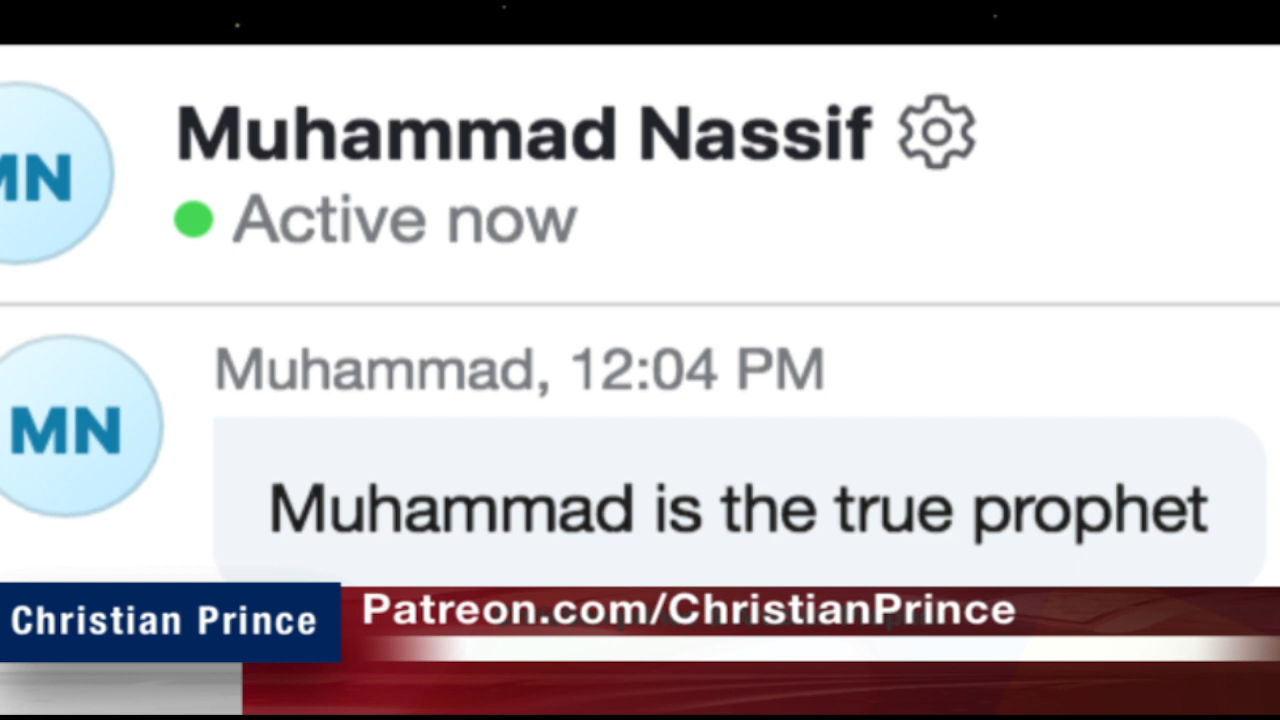 MN
Muhammad Nassif
Active now
Muhammad, 12:04 PM
MN
Muhammad is the true prophet
Christian Prince
Patreon.com/ChristianPrince